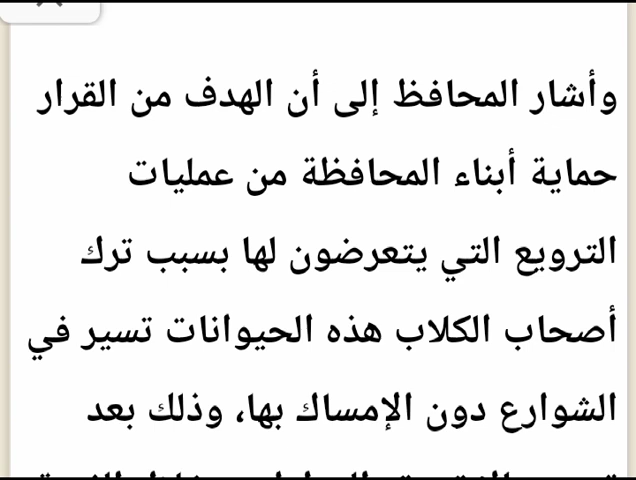 وأشار المحافظ إلى أن الهدف من القرار
حماية أبناء المحافظة من عمليات
الترويع التي يتعرضون لها بسبب ترك
أصحاب الكلاب هذه الحيوانات تسير في
الشوارع دون الإمساك بها، وذلك بعد